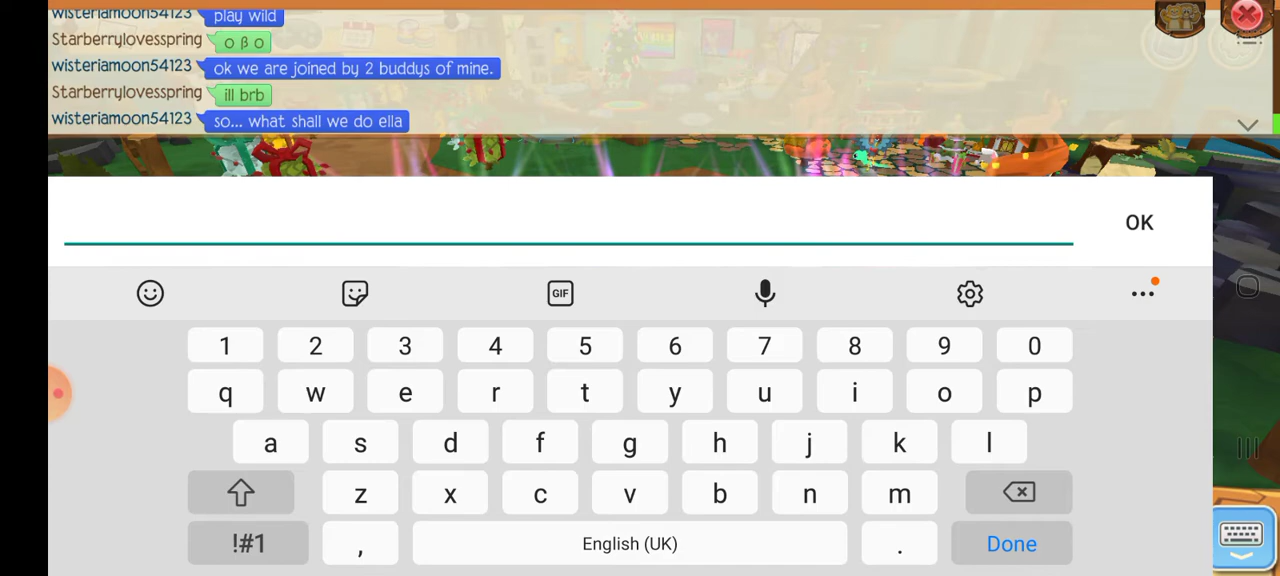 wisteriamoon54123 play wild
Starberrylovesspring o β o
wisteriamoon54123 ok we are joined by 2 buddys of mine.
Starberrylovesspring ill brb
wisteriamoon54123 so... what shall we do ella
OK
GIF
1 2 3 4 5 6 7 8 9 0
q w e r t y u i o p
a s d f g h j k l
z x c v b n m
!#1 , English (UK) . Done